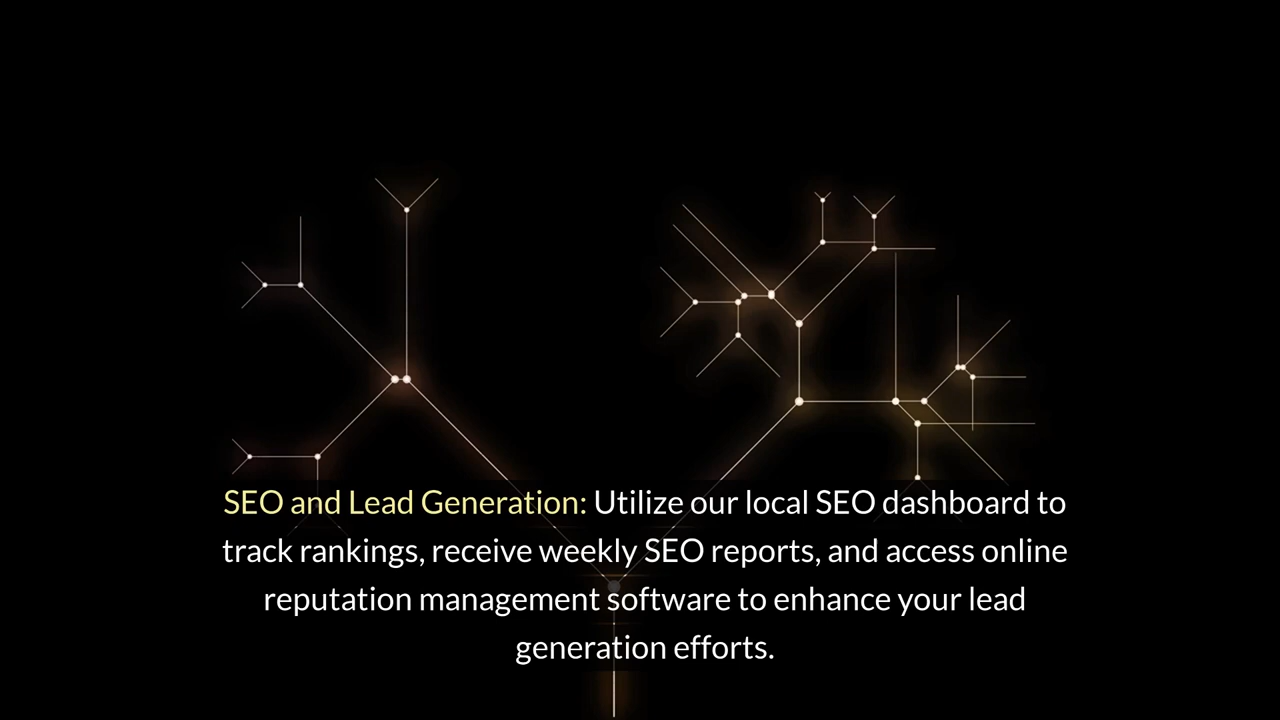 SEO and Lead Generation: Utilize our local SEO dashboard to
track rankings, receive weekly SEO reports, and access online
reputation management software to enhance your lead
generation efforts.